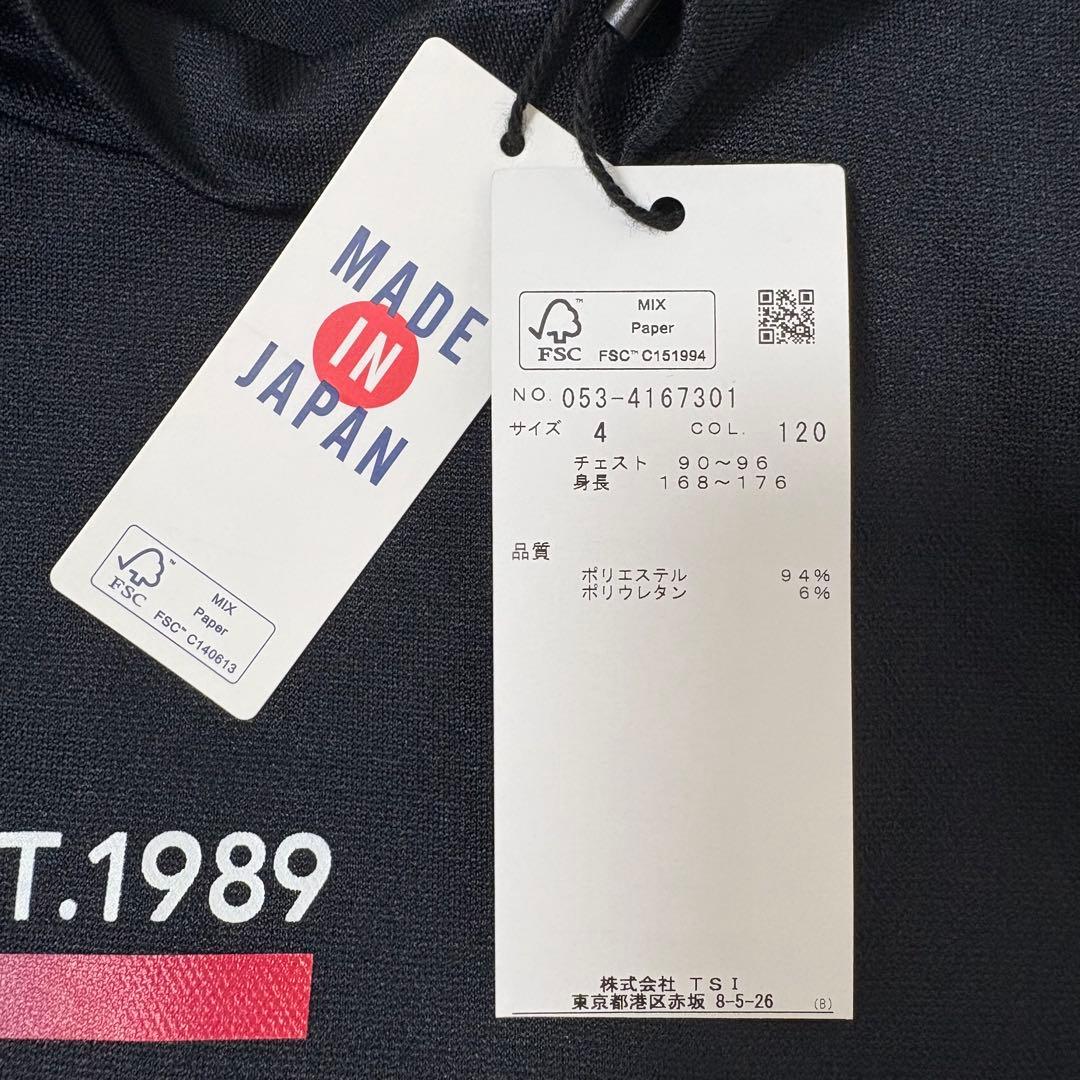 MADE
IN
JAPAN
FSC™
MIX
Paper
FSC™ C140613
FSC™
MIX
Paper
FSC™ C151994
NO. 053-4167301
サイズ 4 COL. 120
チェスト 90～96
身長 168～176
品質
ポリエステル 94%
ポリウレタン 6%
株式会社 TSI
東京都港区赤坂 8-5-26 (B)
T.1989